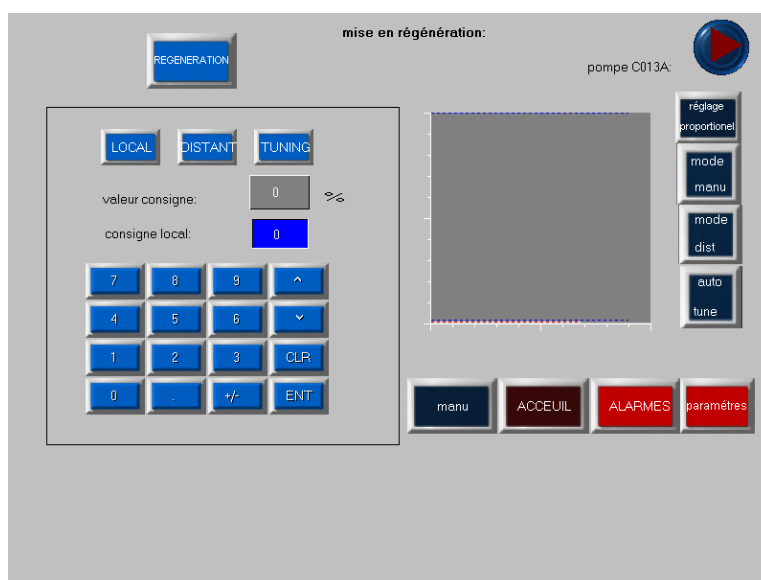 mise en régénération:
REGENERATION
pompe C013A:
réglage
proportionel
LOCAL
DISTANT
TUNING
mode
manu
valeur consigne: 0 %
consigne local: 0
mode
dist
7 8 9 ^
auto
tune
4 5 6
1 2 3 CLR
0 . +/- ENT
manu
ACCEUIL
ALARMES
paramétres